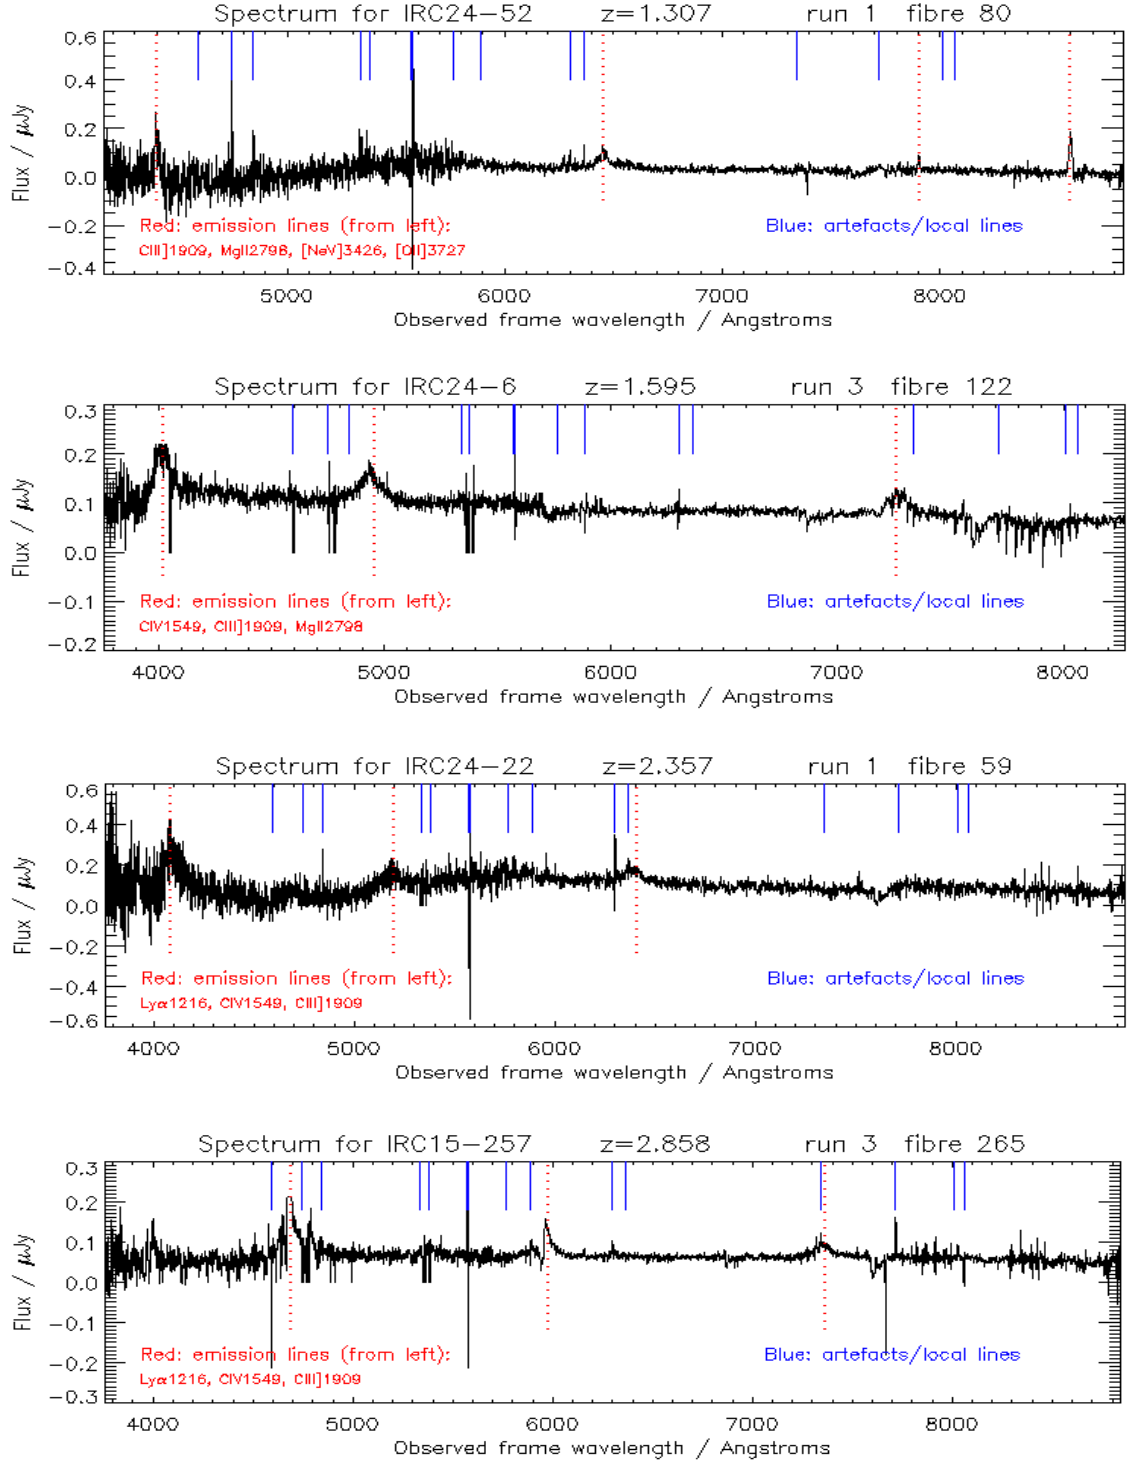 Spectrum for IRC24-52 z=1.307 run 1 fibre 80
0.6
0.4
0.2
0.0
-0.2
-0.4
Flux / μJy
Red: emission lines (from left): Blue: artefacts/local lines
CIII]1909, MgII2798, [NeV]3426, [OII]3727
5000 6000 7000 8000
Observed frame wavelength / Angstroms
Spectrum for IRC24-6 z=1.595 run 3 fibre 122
0.3
0.2
0.1
0.0
-0.1
-0.2
Flux / μJy
Red: emission lines (from left): Blue: artefacts/local lines
CIV1549, CIII]1909, MgII2798
4000 5000 6000 7000 8000
Observed frame wavelength / Angstroms
Spectrum for IRC24-22 z=2.357 run 1 fibre 59
0.6
0.4
0.2
0.0
-0.2
-0.4
-0.6
Flux / μJy
Red: emission lines (from left): Blue: artefacts/local lines
Lyα1216, CIV1549, CIII]1909
4000 5000 6000 7000 8000
Observed frame wavelength / Angstroms
Spectrum for IRC15-257 z=2.858 run 3 fibre 265
0.3
0.2
0.1
0.0
-0.1
-0.2
-0.3
Flux / μJy
Red: emission lines (from left): Blue: artefacts/local lines
Lyα1216, CIV1549, CIII]1909
4000 5000 6000 7000 8000
Observed frame wavelength / Angstroms